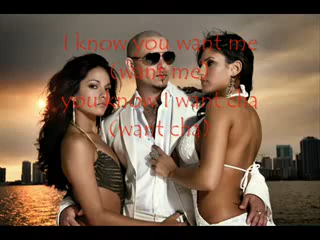 I know you want me
(want me)
you know I want cha
(want cha)